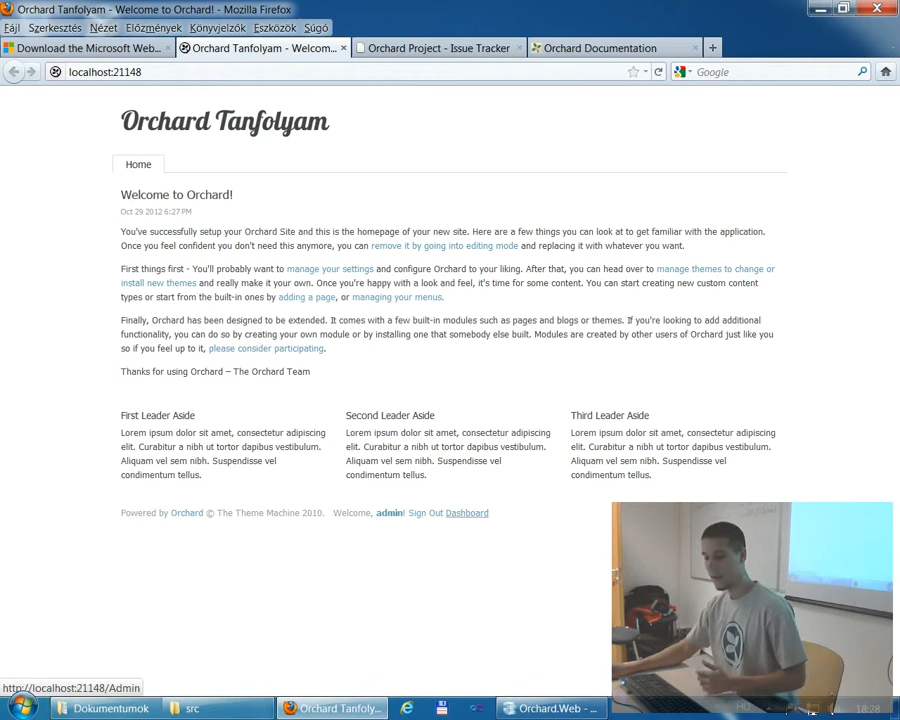 Orchard Tanfolyam - Welcome to Orchard! - Mozilla Firefox
Fájl Szerkesztés Nézet Előzmények Könyvjelzők Eszközök Súgó
Download the Microsoft Web... Orchard Tanfolyam - Welcom... Orchard Project - Issue Tracker Orchard Documentation
localhost:21148 Google
Orchard Tanfolyam
Home
Welcome to Orchard!
Oct 29 2012 6:27 PM
You've successfully setup your Orchard Site and this is the homepage of your new site. Here are a few things you can look at to get familiar with the application.
Once you feel confident you don't need this anymore, you can remove it by going into editing mode and replacing it with whatever you want.
First things first - You'll probably want to manage your settings and configure Orchard to your liking. After that, you can head over to manage themes to change or
install new themes and really make it your own. Once you're happy with a look and feel, it's time for some content. You can start creating new custom content
types or start from the built-in ones by adding a page, or managing your menus.
Finally, Orchard has been designed to be extended. It comes with a few built-in modules such as pages and blogs or themes. If you're looking to add additional
functionality, you can do so by creating your own module or by installing one that somebody else built. Modules are created by other users of Orchard just like you
so if you feel up to it, please consider participating.
Thanks for using Orchard – The Orchard Team
First Leader Aside
Lorem ipsum dolor sit amet, consectetur adipiscing
elit. Curabitur a nibh ut tortor dapibus vestibulum.
Aliquam vel sem nibh. Suspendisse vel
condimentum tellus.
Second Leader Aside
Lorem ipsum dolor sit amet, consectetur adipiscing
elit. Curabitur a nibh ut tortor dapibus vestibulum.
Aliquam vel sem nibh. Suspendisse vel
condimentum tellus.
Third Leader Aside
Lorem ipsum dolor sit amet, consectetur adipiscing
elit. Curabitur a nibh ut tortor dapibus vestibulum.
Aliquam vel sem nibh. Suspendisse vel
condimentum tellus.
Powered by Orchard © The Theme Machine 2010. Welcome, admin! Sign Out Dashboard
http://localhost:21148/Admin
Dokumentumok src Orchard Tanfoly... Orchard.Web - ... HU 18:28